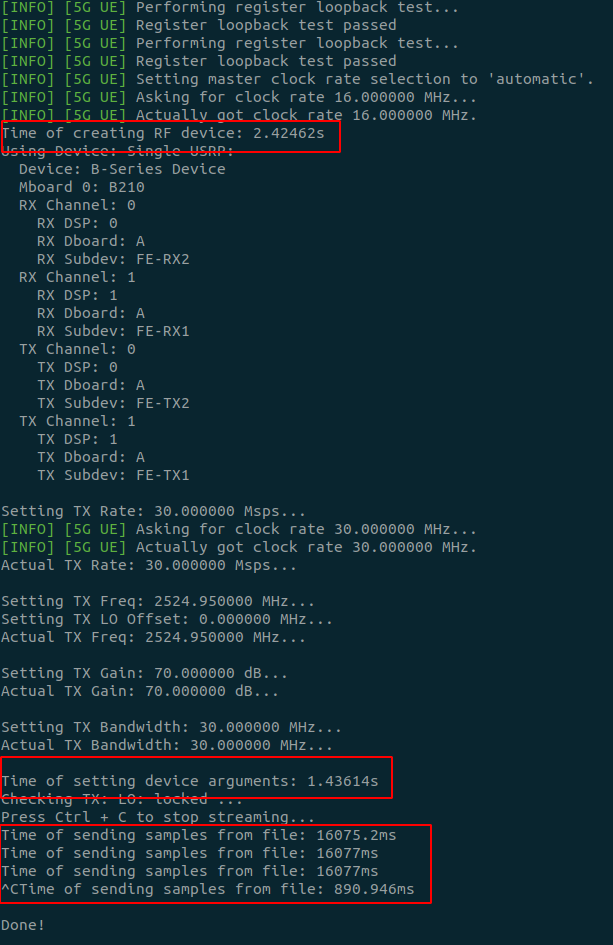 [INFO] [5G UE] Performing register loopback test...
[INFO] [5G UE] Register loopback test passed
[INFO] [5G UE] Performing register loopback test...
[INFO] [5G UE] Register loopback test passed
[INFO] [5G UE] Setting master clock rate selection to 'automatic'.
[INFO] [5G UE] Asking for clock rate 16.000000 MHz...
[INFO] [5G UE] Actually got clock rate 16.000000 MHz.
Time of creating RF device: 2.42462s
Using Device: Single USRP:
  Device: B-Series Device
  Mboard 0: B210
  RX Channel: 0
    RX DSP: 0
    RX Dboard: A
    RX Subdev: FE-RX2
  RX Channel: 1
    RX DSP: 1
    RX Dboard: A
    RX Subdev: FE-RX1
  TX Channel: 0
    TX DSP: 0
    TX Dboard: A
    TX Subdev: FE-TX2
  TX Channel: 1
    TX DSP: 1
    TX Dboard: A
    TX Subdev: FE-TX1

Setting TX Rate: 30.000000 Msps...
[INFO] [5G UE] Asking for clock rate 30.000000 MHz...
[INFO] [5G UE] Actually got clock rate 30.000000 MHz.
Actual TX Rate: 30.000000 Msps...

Setting TX Freq: 2524.950000 MHz...
Setting TX LO Offset: 0.000000 MHz...
Actual TX Freq: 2524.950000 MHz...

Setting TX Gain: 70.000000 dB...
Actual TX Gain: 70.000000 dB...

Setting TX Bandwidth: 30.000000 MHz...
Actual TX Bandwidth: 30.000000 MHz...

Time of setting device arguments: 1.43614s
Checking TX: LO: locked ...
Press Ctrl + C to stop streaming...
Time of sending samples from file: 16075.2ms
Time of sending samples from file: 16077ms
Time of sending samples from file: 16077ms
^CTime of sending samples from file: 890.946ms

Done!